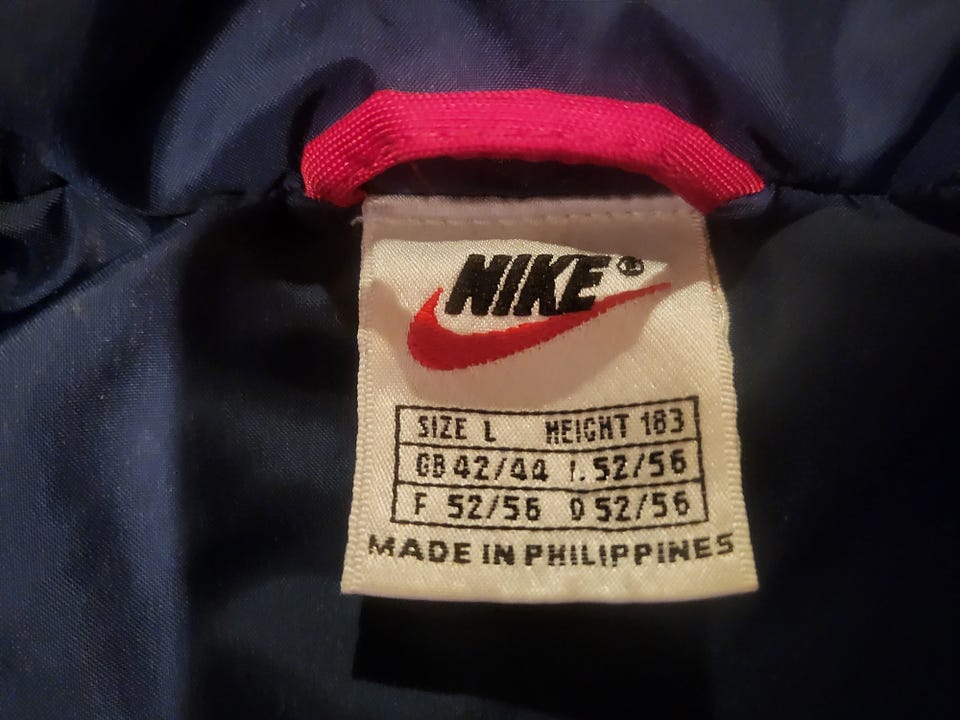 NIKE®
SIZE L HEIGHT 183
GB 42/44 I. 52/56
F 52/56 D 52/56
MADE IN PHILIPPINES